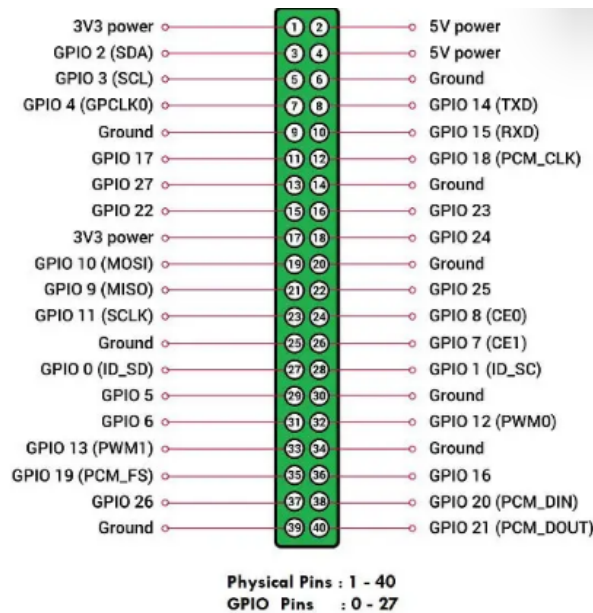 3V3 power 1 2 5V power
GPIO 2 (SDA) 3 4 5V power
GPIO 3 (SCL) 5 6 Ground
GPIO 4 (GPCLK0) 7 8 GPIO 14 (TXD)
Ground 9 10 GPIO 15 (RXD)
GPIO 17 11 12 GPIO 18 (PCM_CLK)
GPIO 27 13 14 Ground
GPIO 22 15 16 GPIO 23
3V3 power 17 18 GPIO 24
GPIO 10 (MOSI) 19 20 Ground
GPIO 9 (MISO) 21 22 GPIO 25
GPIO 11 (SCLK) 23 24 GPIO 8 (CE0)
Ground 25 26 GPIO 7 (CE1)
GPIO 0 (ID_SD) 27 28 GPIO 1 (ID_SC)
GPIO 5 29 30 Ground
GPIO 6 31 32 GPIO 12 (PWM0)
GPIO 13 (PWM1) 33 34 Ground
GPIO 19 (PCM_FS) 35 36 GPIO 16
GPIO 26 37 38 GPIO 20 (PCM_DIN)
Ground 39 40 GPIO 21 (PCM_DOUT)
Physical Pins : 1 - 40
GPIO Pins : 0 - 27